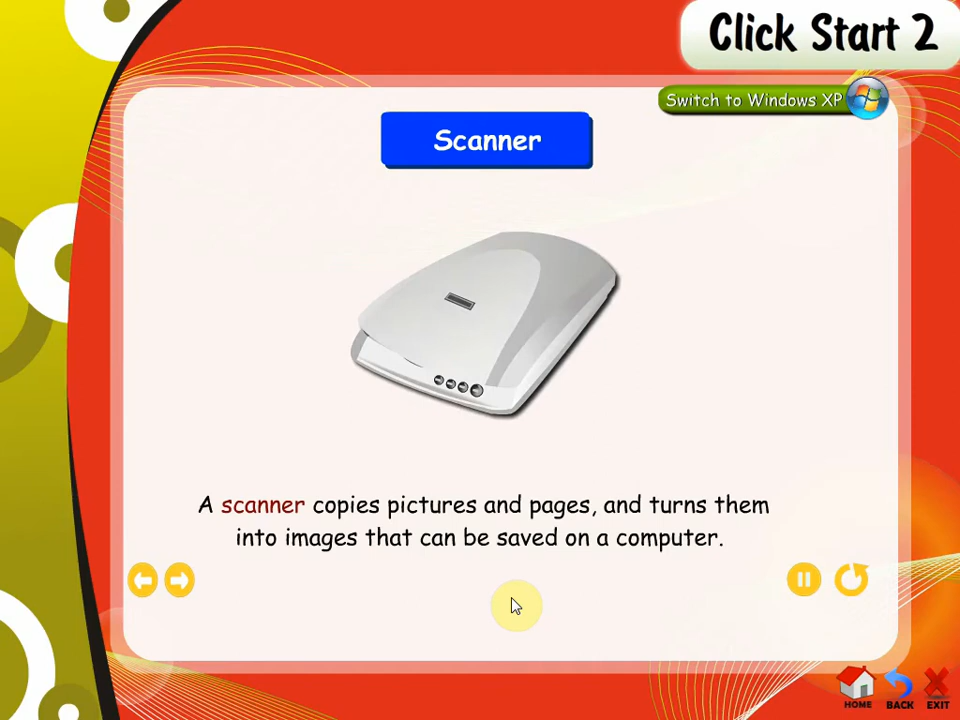 Click Start 2
Switch to Windows XP
Scanner
A scanner copies pictures and pages, and turns them
into images that can be saved on a computer.
HOME
BACK
EXIT